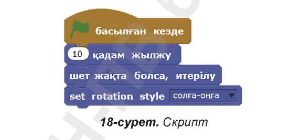 басылған кезде
10 қадам жылжу
шет жақта болса, итерілу
set rotation style солға-оңға
18-сурет. Скрипт